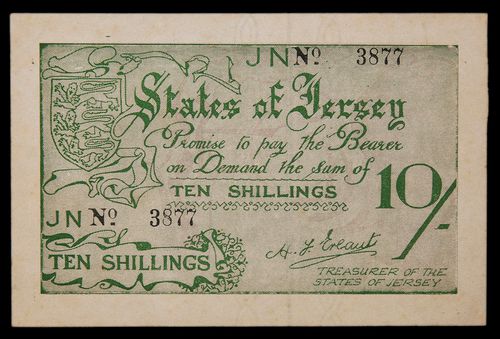 JN No 3877
States of Jersey
Promise to pay the Bearer
on Demand the sum of
TEN SHILLINGS
10/-
JN No 3877
TEN SHILLINGS
H. F. Ereaut
TREASURER OF THE
STATES OF JERSEY